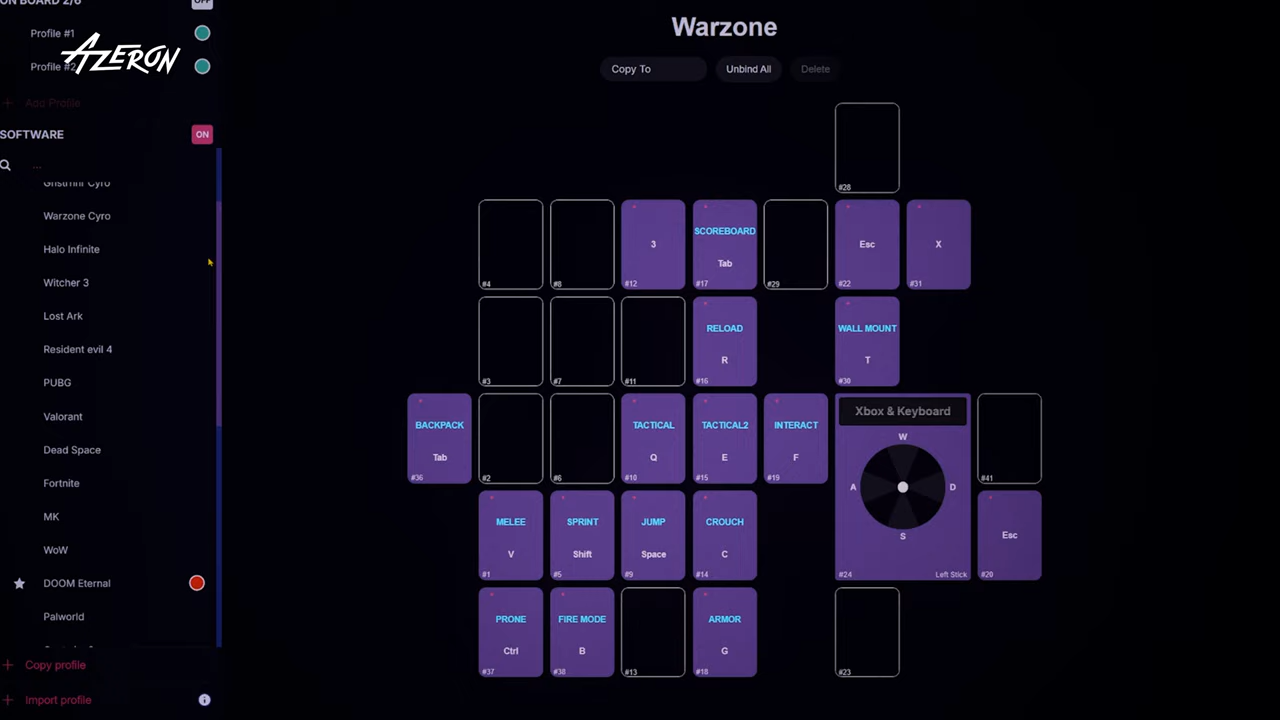 ON BOARD 2/6
OFF
Profile #1
AZERON
Profile #2
+ Add Profile
SOFTWARE
ON
...
Warzone Cyro
Halo Infinite
Witcher 3
Lost Ark
Resident evil 4
PUBG
Valorant
Dead Space
Fortnite
MK
WoW
DOOM Eternal
Palworld
+ Copy profile
+ Import profile
Warzone
Copy To
Unbind All
Delete
#28
#4
#8
3
#12
SCOREBOARD
Tab
#17
#29
Esc
#22
X
#31
#3
#7
#11
RELOAD
R
#16
WALL MOUNT
T
#30
BACKPACK
Tab
#36
#2
#6
TACTICAL
Q
#10
TACTICAL2
E
#15
INTERACT
F
#19
Xbox & Keyboard
W
A
D
S
#24
Left Stick
#41
MELEE
V
#1
SPRINT
Shift
#5
JUMP
Space
#9
CROUCH
C
#14
Esc
#20
PRONE
Ctrl
#37
FIRE MODE
B
#38
#13
ARMOR
G
#18
#23